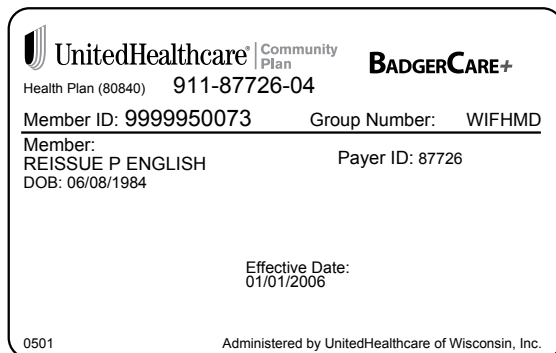 UnitedHealthcare® Community Plan BADGERCARE+
Health Plan (80840) 911-87726-04
Member ID: 9999950073 Group Number: WIFHMD
Member:
REISSUE P ENGLISH Payer ID: 87726
DOB: 06/08/1984
Effective Date:
01/01/2006
0501 Administered by UnitedHealthcare of Wisconsin, Inc.